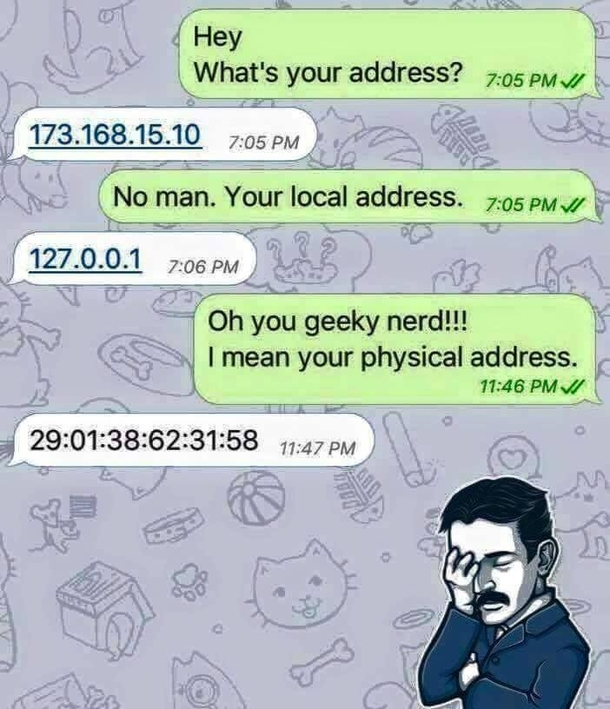 Hey
What's your address? 7:05 PM
173.168.15.10 7:05 PM
No man. Your local address. 7:05 PM
127.0.0.1 7:06 PM
Oh you geeky nerd!!!
I mean your physical address.
11:46 PM
29:01:38:62:31:58 11:47 PM